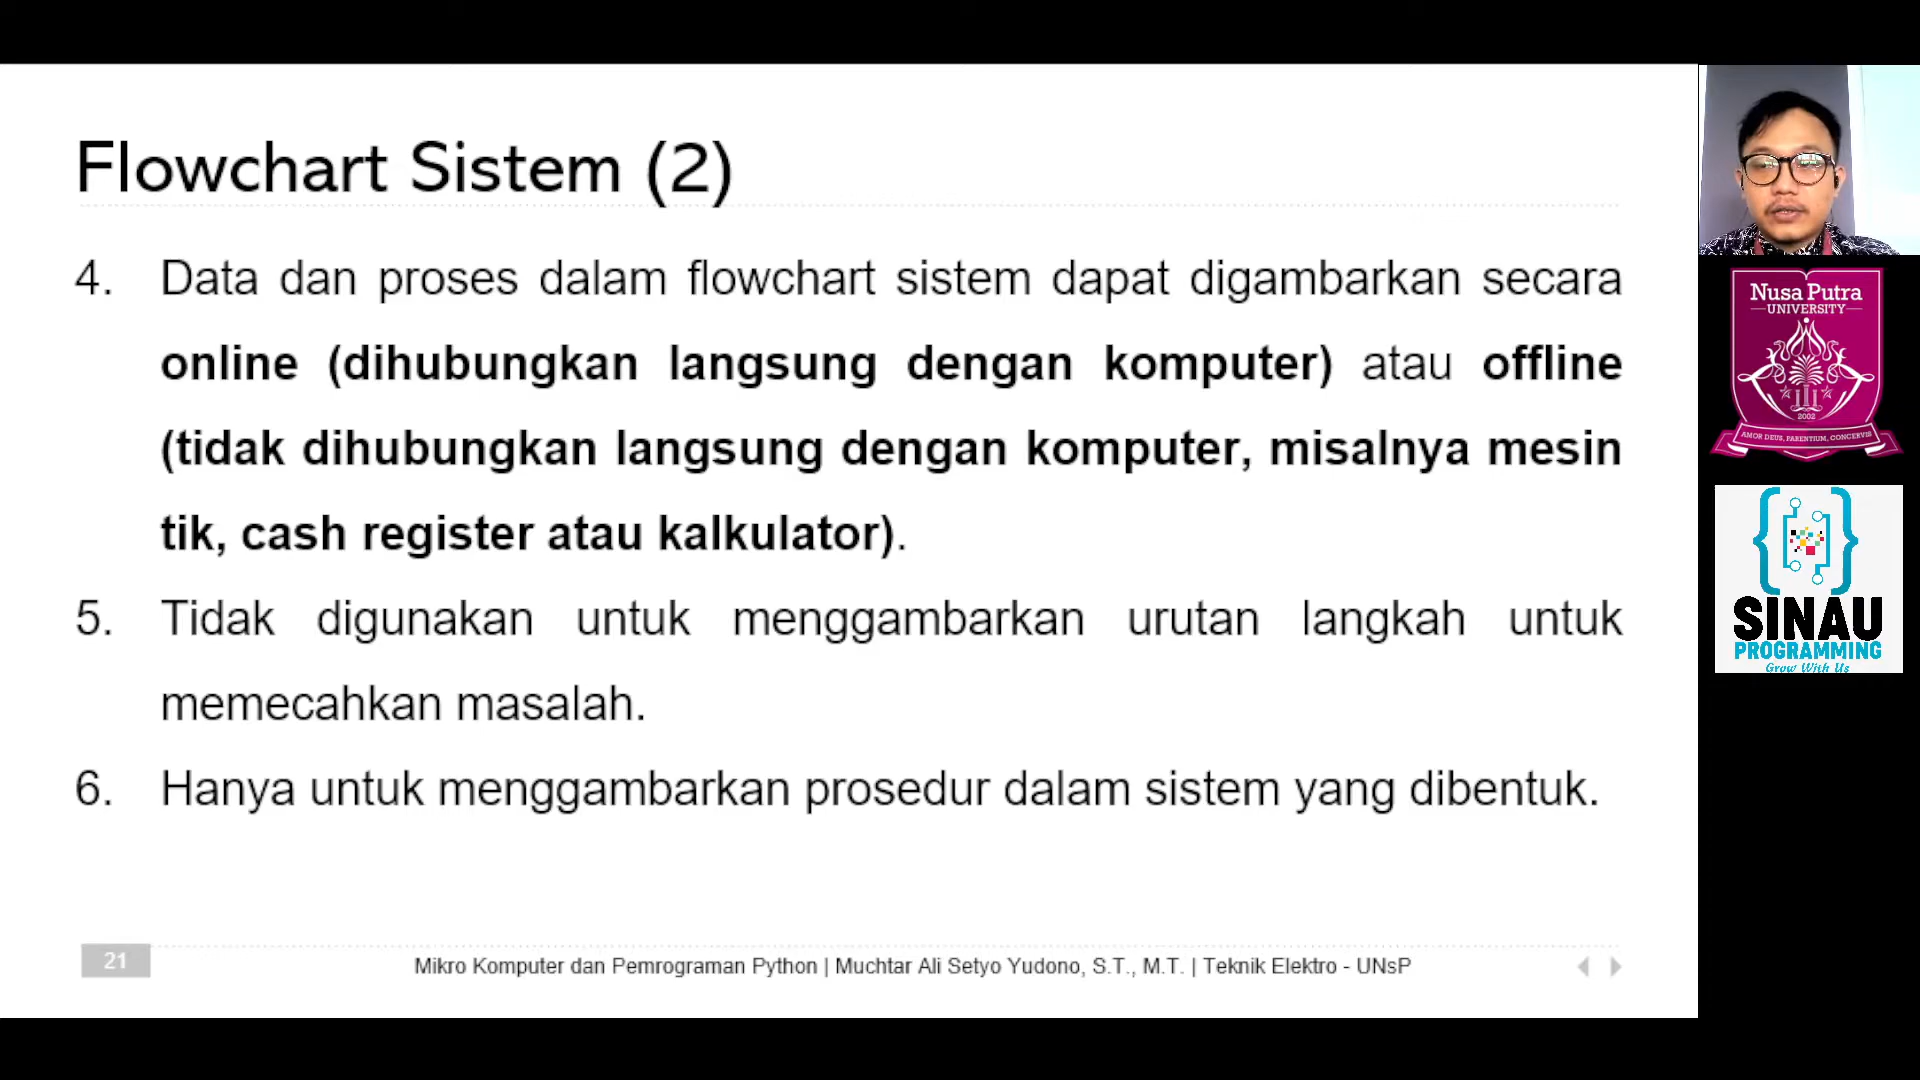 Flowchart Sistem (2)
4. Data dan proses dalam flowchart sistem dapat digambarkan secara
online (dihubungkan langsung dengan komputer) atau offline
(tidak dihubungkan langsung dengan komputer, misalnya mesin
tik, cash register atau kalkulator).
5. Tidak digunakan untuk menggambarkan urutan langkah untuk
memecahkan masalah.
6. Hanya untuk menggambarkan prosedur dalam sistem yang dibentuk.
21
Mikro Komputer dan Pemrograman Python | Muchtar Ali Setyo Yudono, S.T., M.T. | Teknik Elektro - UNsP
Nusa Putra
UNIVERSITY
2002
AMOR DEUS, PARENTIUM, CONCERVIS
SINAU
PROGRAMMING
Grow With Us